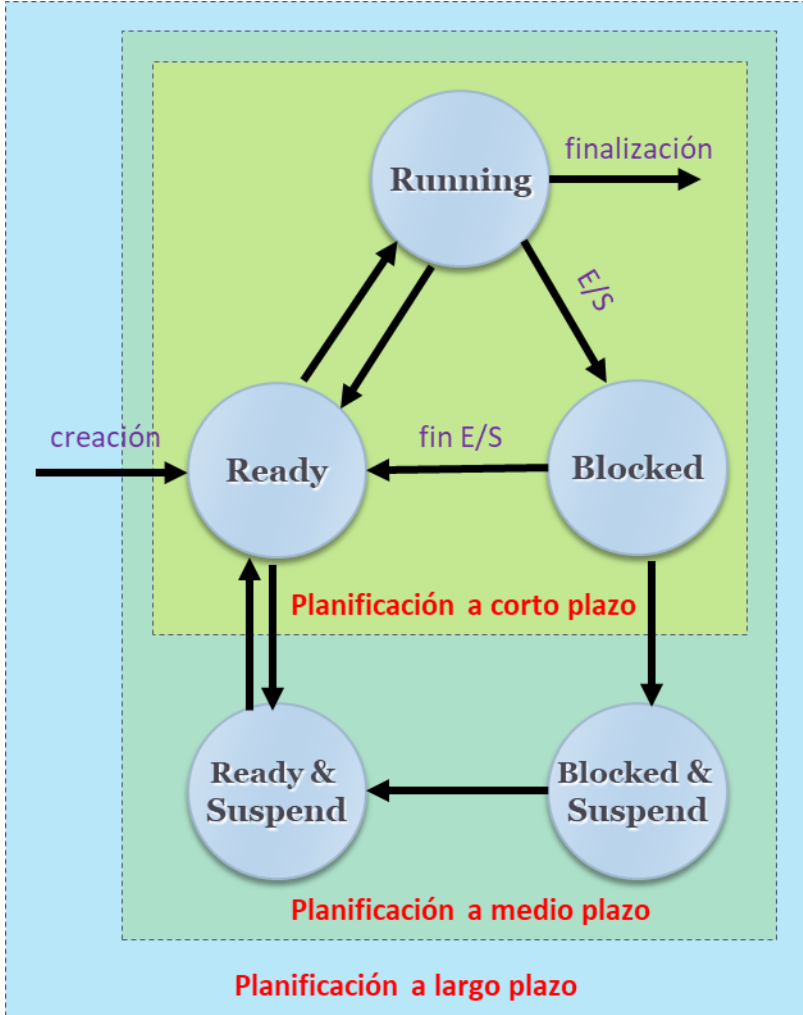 Running
finalización
E/S
creación
Ready
fin E/S
Blocked
Planificación a corto plazo
Ready &
Suspend
Blocked &
Suspend
Planificación a medio plazo
Planificación a largo plazo